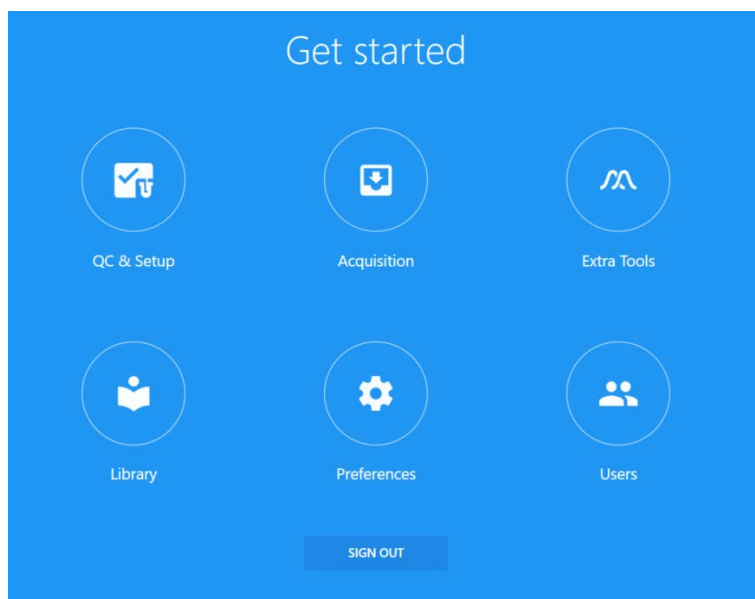 Get started
QC & Setup
Acquisition
Extra Tools
Library
Preferences
Users
SIGN OUT